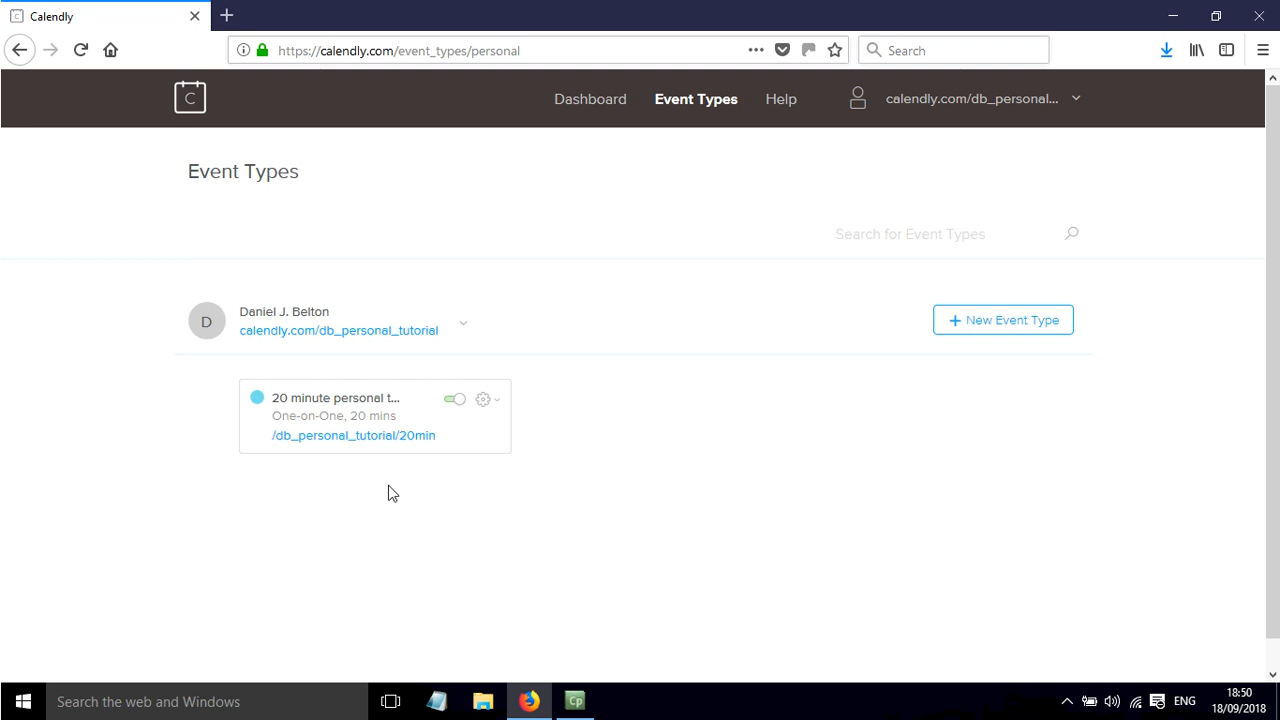 Calendly
https://calendly.com/event_types/personal
Search
C
Dashboard
Event Types
Help
calendly.com/db_personal...
Event Types
Search for Event Types
D
Daniel J. Belton
calendly.com/db_personal_tutorial
+ New Event Type
20 minute personal t...
One-on-One, 20 mins
/db_personal_tutorial/20min
Search the web and Windows
Cp
ENG
18:50
18/09/2018